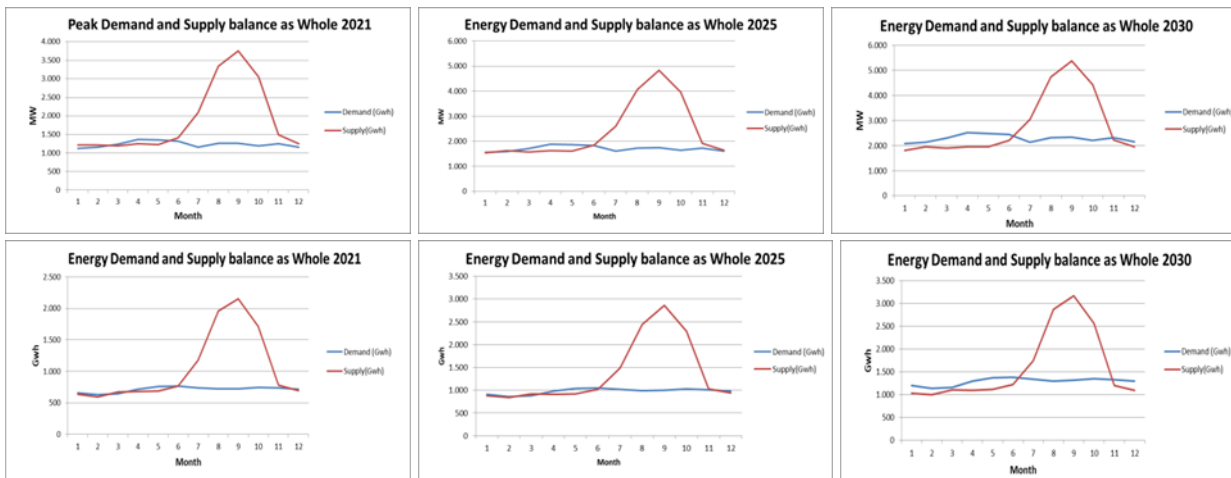 Peak Demand and Supply balance as Whole 2021
4.000
3.500
3.000
2.500
2.000
1.500
1.000
500
0
MW
1 2 3 4 5 6 7 8 9 10 11 12
Month
Demand (Gwh)
Supply(Gwh)
Energy Demand and Supply balance as Whole 2025
6.000
5.000
4.000
3.000
2.000
1.000
0
MW
1 2 3 4 5 6 7 8 9 10 11 12
Month
Demand (Gwh)
Supply(Gwh)
Energy Demand and Supply balance as Whole 2030
6.000
5.000
4.000
3.000
2.000
1.000
0
MW
1 2 3 4 5 6 7 8 9 10 11 12
Month
Demand (Gwh)
Supply(Gwh)
Energy Demand and Supply balance as Whole 2021
2.500
2.000
1.500
1.000
500
0
Gwh
1 2 3 4 5 6 7 8 9 10 11 12
Month
Demand (Gwh)
Supply(Gwh)
Energy Demand and Supply balance as Whole 2025
3.500
3.000
2.500
2.000
1.500
1.000
500
0
Gwh
1 2 3 4 5 6 7 8 9 10 11 12
Month
Demand (Gwh)
Supply(Gwh)
Energy Demand and Supply balance as Whole 2030
3.500
3.000
2.500
2.000
1.500
1.000
500
0
Gwh
1 2 3 4 5 6 7 8 9 10 11 12
Month
Demand (Gwh)
Supply(Gwh)